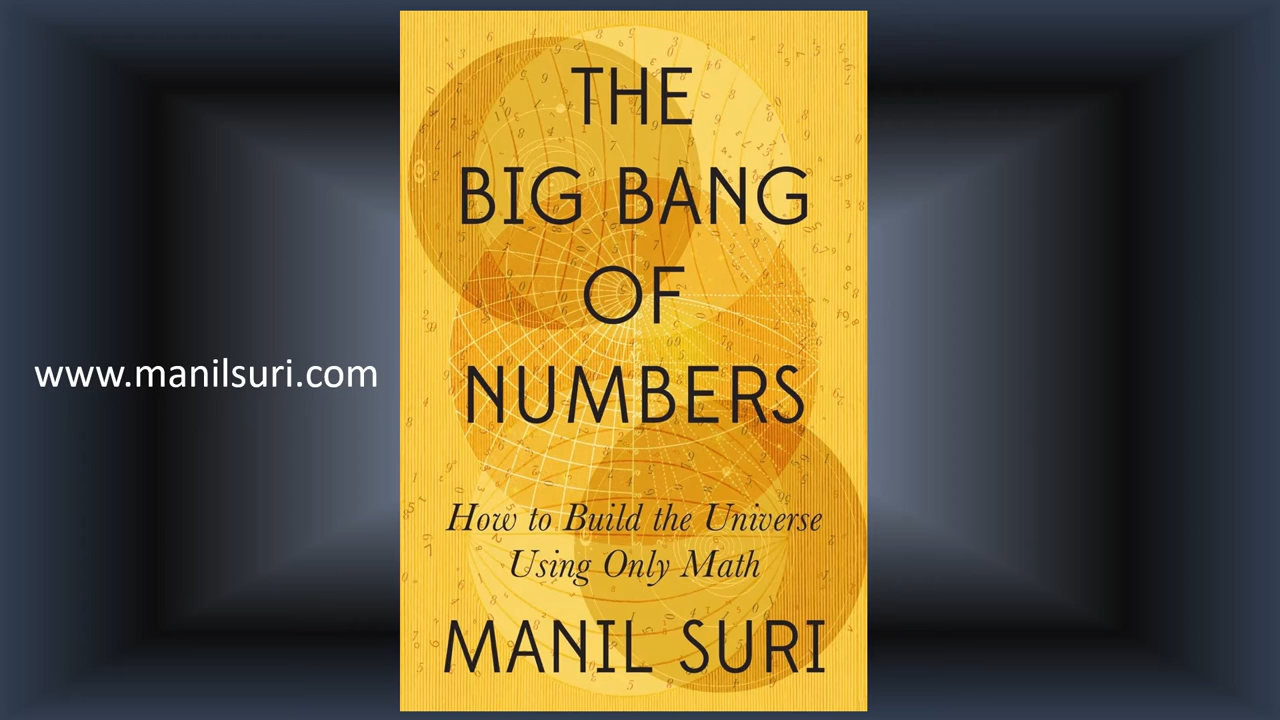 www.manilsuri.com
THE
BIG BANG
OF
NUMBERS
How to Build the Universe
Using Only Math
MANIL SURI